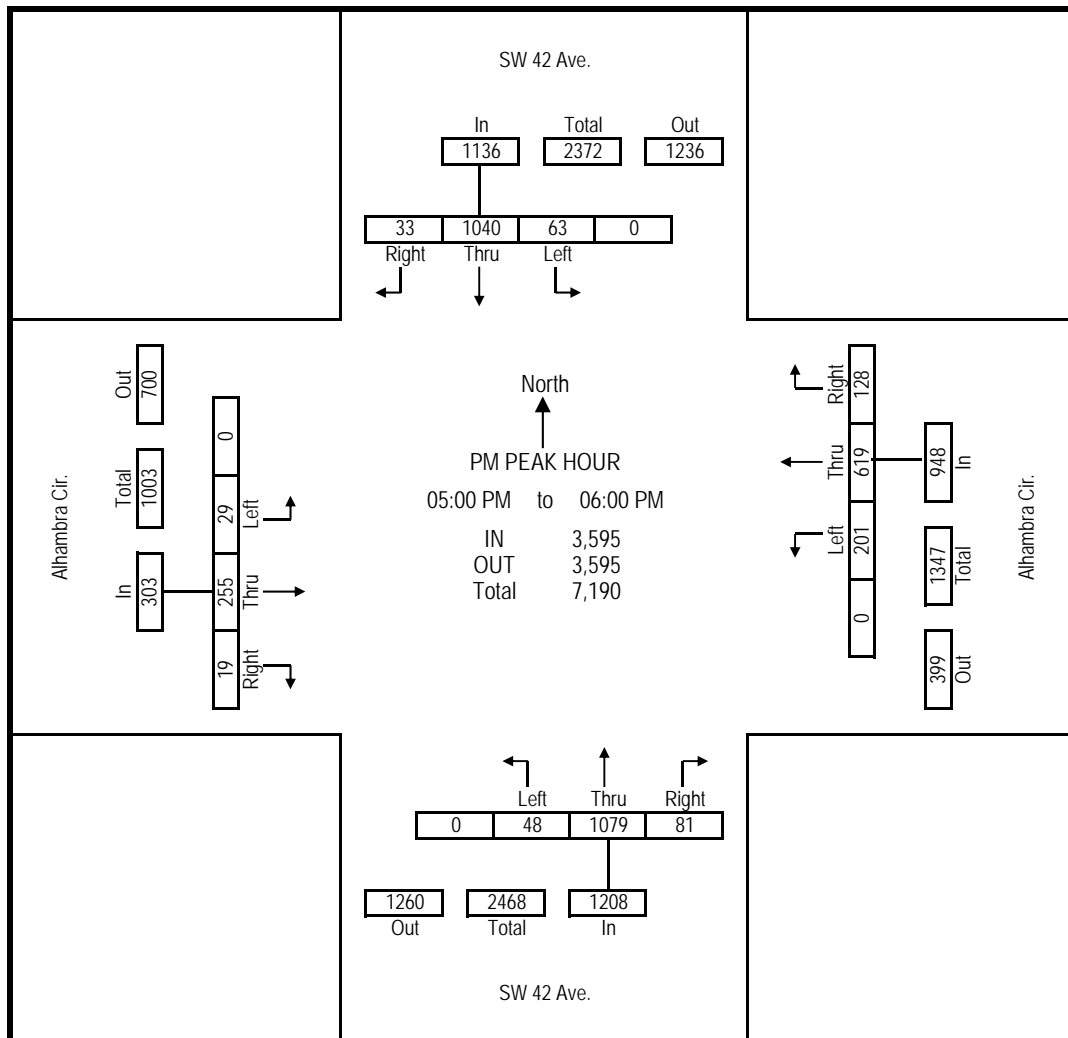 SW 42 Ave.
In Total Out
1136 2372 1236
33 1040 63 0
Right Thru Left
Alhambra Cir.
Out Total In
700 1003 303
0 29 255 19
Left Thru Right
North
PM PEAK HOUR
05:00 PM to 06:00 PM
IN 3,595
OUT 3,595
Total 7,190
Right Thru Left
128 619 201 0
948 1347 399
In Total Out
Alhambra Cir.
Left Thru Right
0 48 1079 81
1260 2468 1208
Out Total In
SW 42 Ave.